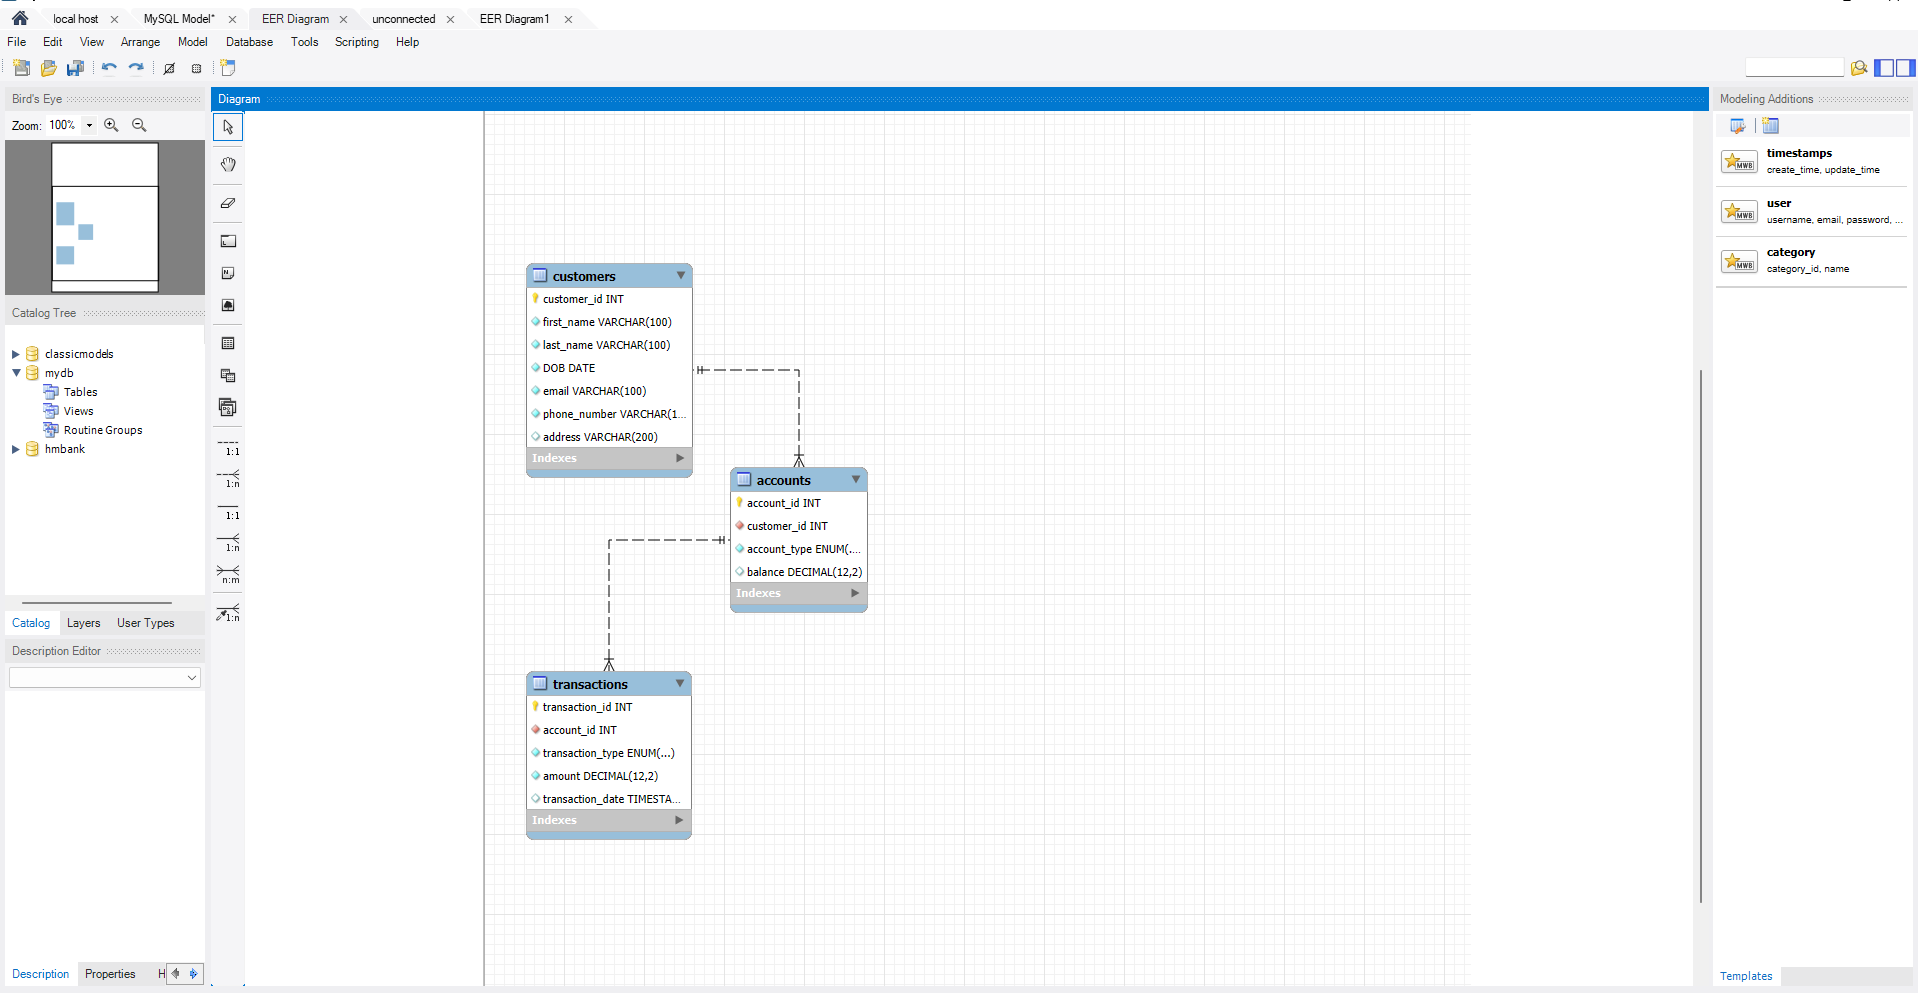 local host
MySQL Model*
EER Diagram
unconnected
EER Diagram1
File Edit View Arrange Model Database Tools Scripting Help
Bird's Eye
Zoom: 100%
Catalog Tree
classicmodels
mydb
Tables
Views
Routine Groups
hmbank
Catalog Layers User Types
Description Editor
Description Properties H
Diagram
1:1
1:n
1:1
1:n
n:m
1:n
customers
customer_id INT
first_name VARCHAR(100)
last_name VARCHAR(100)
DOB DATE
email VARCHAR(100)
phone_number VARCHAR(1...
address VARCHAR(200)
Indexes
accounts
account_id INT
customer_id INT
account_type ENUM(...
balance DECIMAL(12,2)
Indexes
transactions
transaction_id INT
account_id INT
transaction_type ENUM(...)
amount DECIMAL(12,2)
transaction_date TIMESTA...
Indexes
Modeling Additions
MWB
timestamps
create_time, update_time
MWB
user
username, email, password, ...
MWB
category
category_id, name
Templates